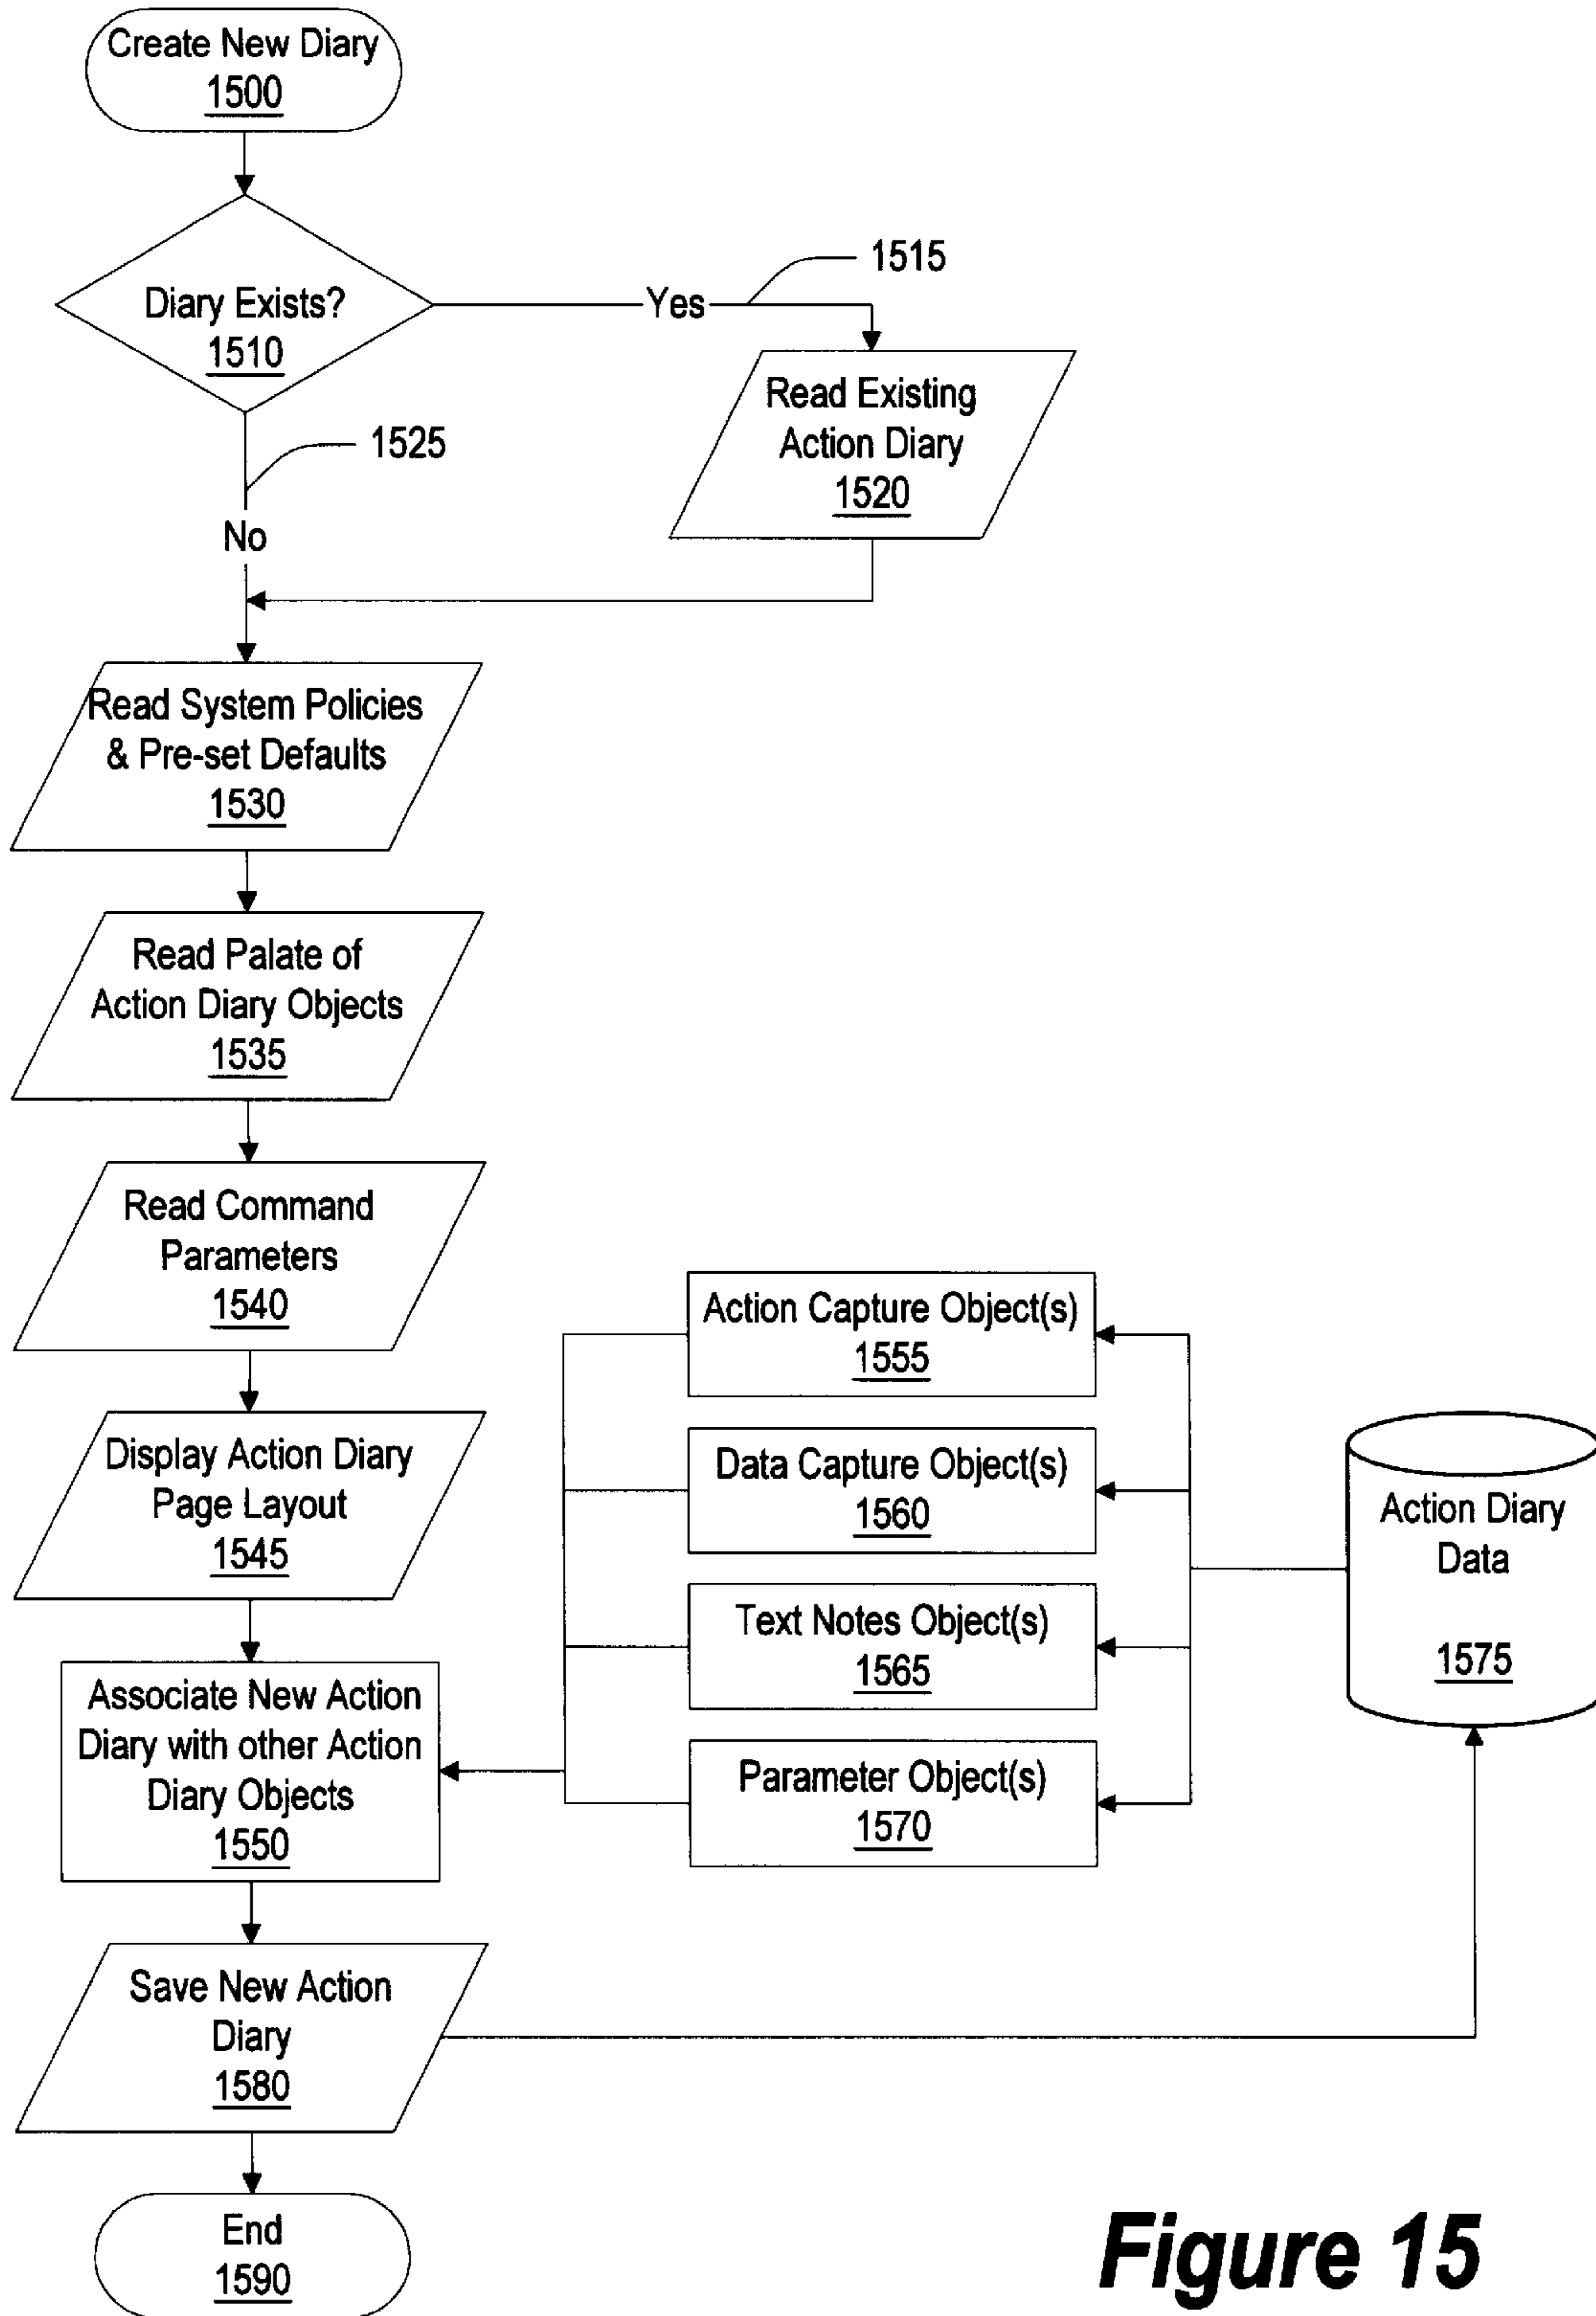 Create New Diary
1500
Diary Exists?
1510
Yes
1515
Read Existing
Action Diary
1520
1525
No
Read System Policies
& Pre-set Defaults
1530
Read Palate of
Action Diary Objects
1535
Read Command
Parameters
1540
Display Action Diary
Page Layout
1545
Associate New Action
Diary with other Action
Diary Objects
1550
Action Capture Object(s)
1555
Data Capture Object(s)
1560
Text Notes Object(s)
1565
Parameter Object(s)
1570
Action Diary
Data
1575
Save New Action
Diary
1580
End
1590
Figure 15